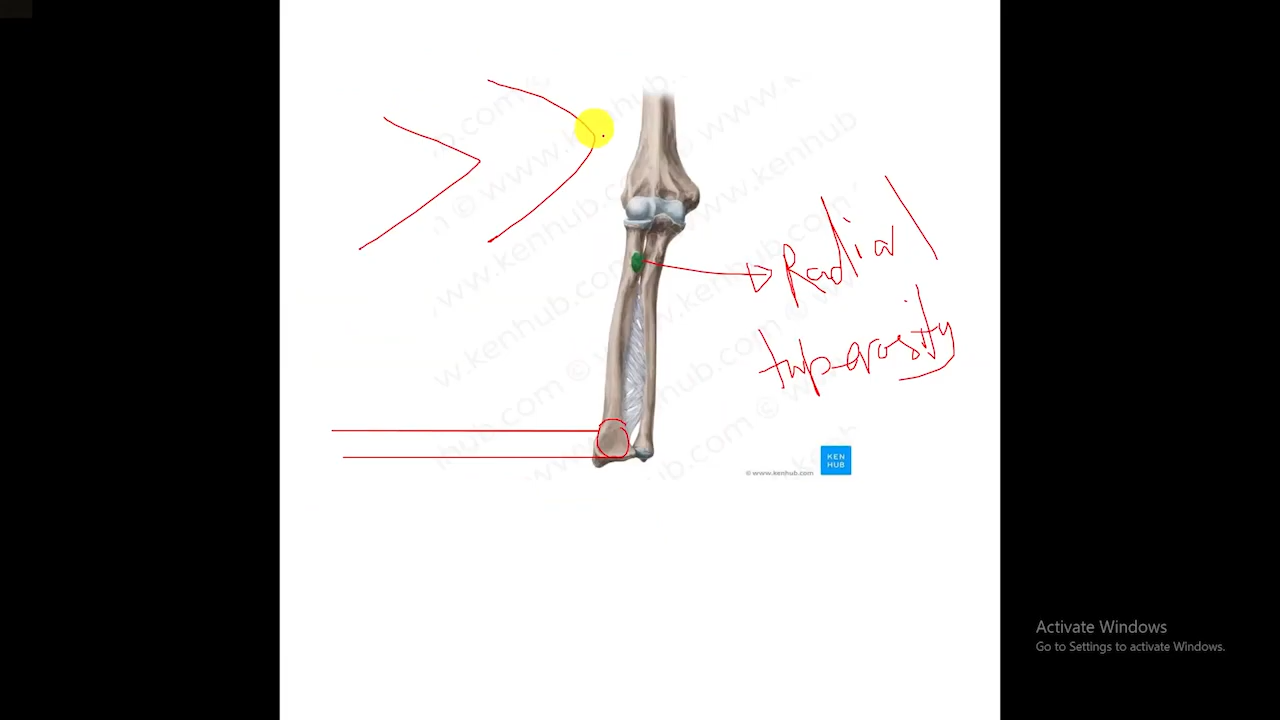 Radial
tuberosity
KEN
HUB
© www.kenhub.com
Activate Windows
Go to Settings to activate Windows.